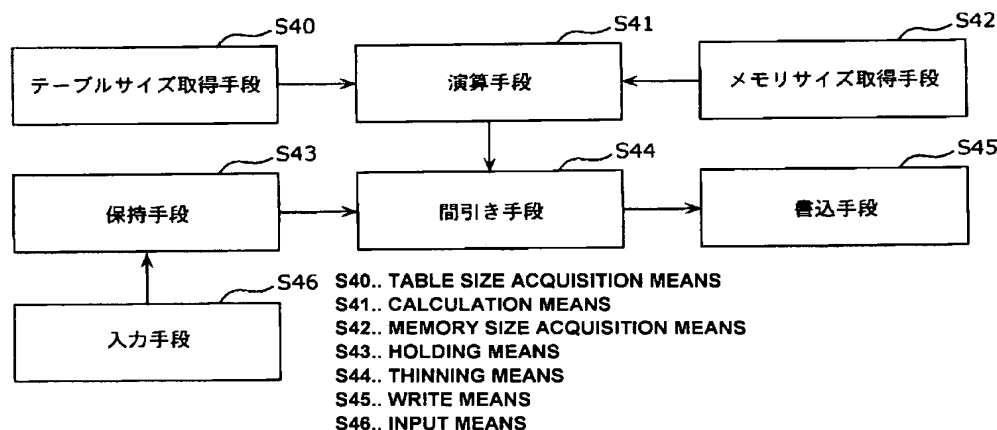 S40
S41
S42
テーブルサイズ取得手段
演算手段
メモリサイズ取得手段
S43
S44
S45
保持手段
間引き手段
書込手段
S46
入力手段
S40.. TABLE SIZE ACQUISITION MEANS
S41.. CALCULATION MEANS
S42.. MEMORY SIZE ACQUISITION MEANS
S43.. HOLDING MEANS
S44.. THINNING MEANS
S45.. WRITE MEANS
S46.. INPUT MEANS